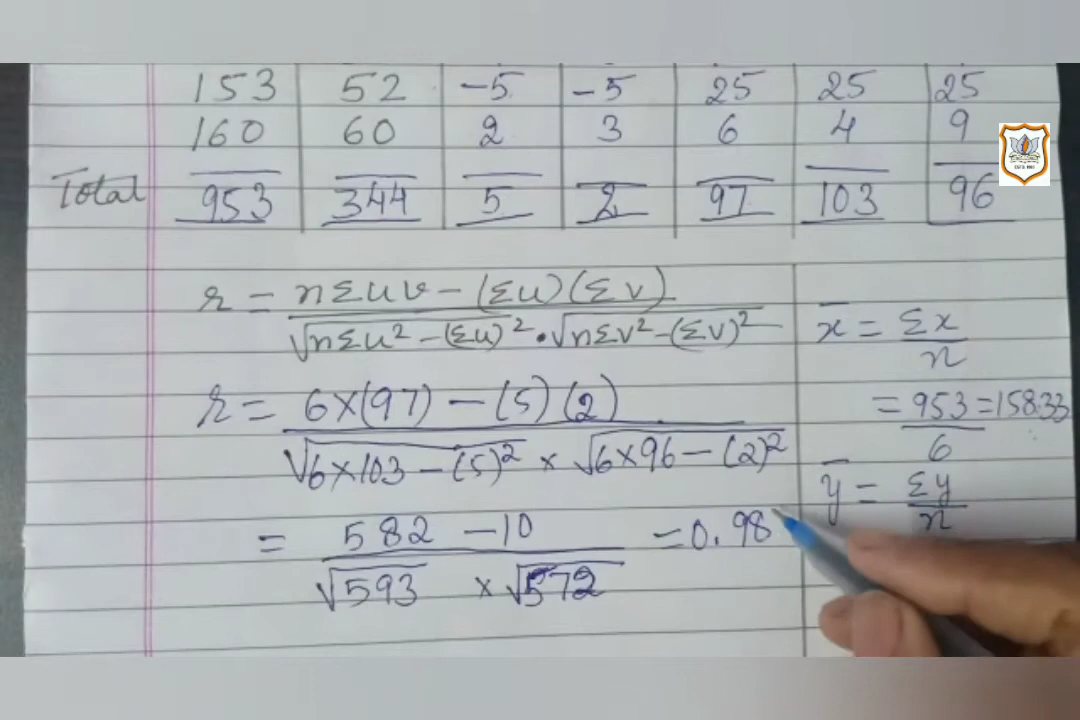 153 52 -5 -5 25 25 25
160 60 2 3 6 4 9
Total 953 344 5 2 97 103 96
r = nΣuv - (Σu)(Σv) / √nΣu² - (Σu)² · √nΣv² - (Σv)²
x̄ = Σx / n
r = 6×(97) - (5)(2) / √6×103 - (5)² × √6×96 - (2)²
= 953 / 6 = 158.33
ȳ = Σy / n
= 582 - 10 / √593 × √572 = 0.98